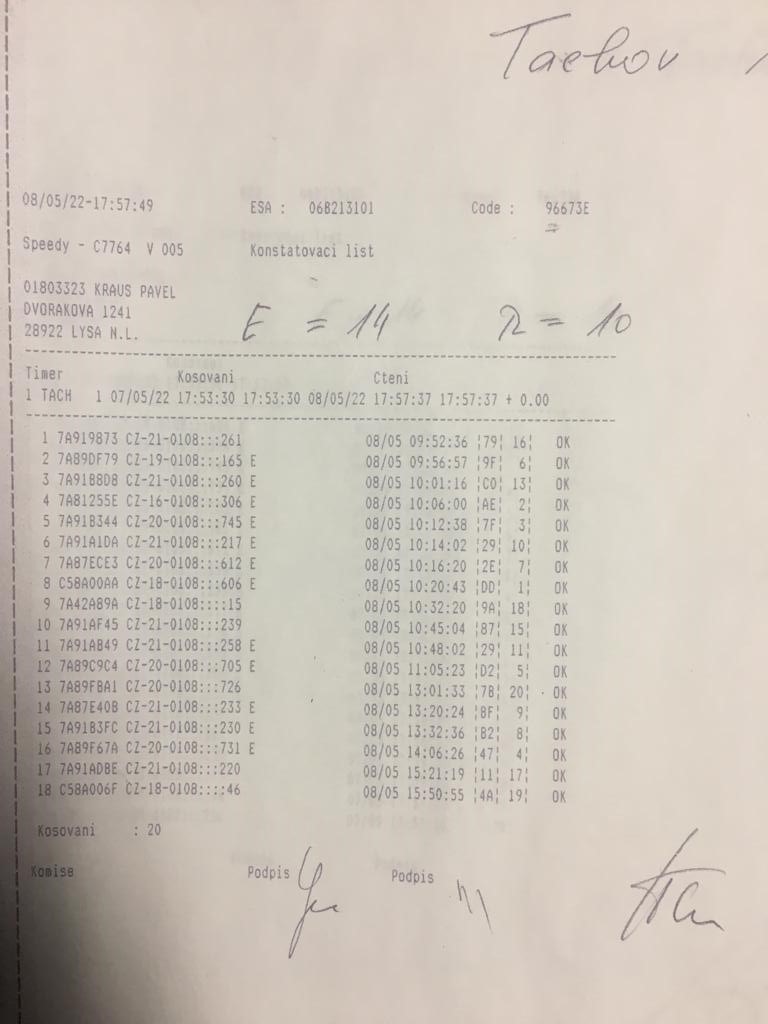 Tachov
08/05/22-17:57:49 ESA : 06B213101 Code : 96673E
Speedy - C7764 V 005 Konstatovaci list
01803323 KRAUS PAVEL
DVORAKOVA 1241
28922 LYSA N.L.
E = 14 R = 10
Timer Kosovani Cteni
1 TACH 1 07/05/22 17:53:30 17:53:30 08/05/22 17:57:37 17:57:37 + 0.00
1 7A919873 CZ-21-0108:::261 08/05 09:52:36 ¦79¦ 16¦ OK
2 7A89DF79 CZ-19-0108:::165 E 08/05 09:56:57 ¦9F¦ 6¦ OK
3 7A91B8D8 CZ-21-0108:::260 E 08/05 10:01:16 ¦C0¦ 13¦ OK
4 7A81255E CZ-16-0108:::306 E 08/05 10:06:00 ¦AE¦ 2¦ OK
5 7A91B344 CZ-20-0108:::745 E 08/05 10:12:38 ¦7F¦ 3¦ OK
6 7A91A1DA CZ-21-0108:::217 E 08/05 10:14:02 ¦29¦ 10¦ OK
7 7A87ECE3 CZ-20-0108:::612 E 08/05 10:16:20 ¦2E¦ 7¦ OK
8 C58A00AA CZ-18-0108:::606 E 08/05 10:20:43 ¦DD¦ 1¦ OK
9 7A42A89A CZ-18-0108::::15 08/05 10:32:20 ¦9A¦ 18¦ OK
10 7A91AF45 CZ-21-0108:::239 08/05 10:45:04 ¦87¦ 15¦ OK
11 7A91AB49 CZ-21-0108:::258 E 08/05 10:48:02 ¦29¦ 11¦ OK
12 7A89C9C4 CZ-20-0108:::705 E 08/05 11:05:23 ¦D2¦ 5¦ OK
13 7A89FBA1 CZ-20-0108:::726 08/05 13:01:33 ¦7B¦ 20¦ OK
14 7A87E40B CZ-21-0108:::233 E 08/05 13:20:24 ¦8F¦ 9¦ OK
15 7A91B3FC CZ-21-0108:::230 E 08/05 13:32:36 ¦B2¦ 8¦ OK
16 7A89F67A CZ-20-0108:::731 E 08/05 14:06:26 ¦47¦ 4¦ OK
17 7A91ADBE CZ-21-0108:::220 08/05 15:21:19 ¦11¦ 17¦ OK
18 C58A006F CZ-18-0108::::46 08/05 15:50:55 ¦4A¦ 19¦ OK
Kosovani : 20
Komise Podpis Podpis